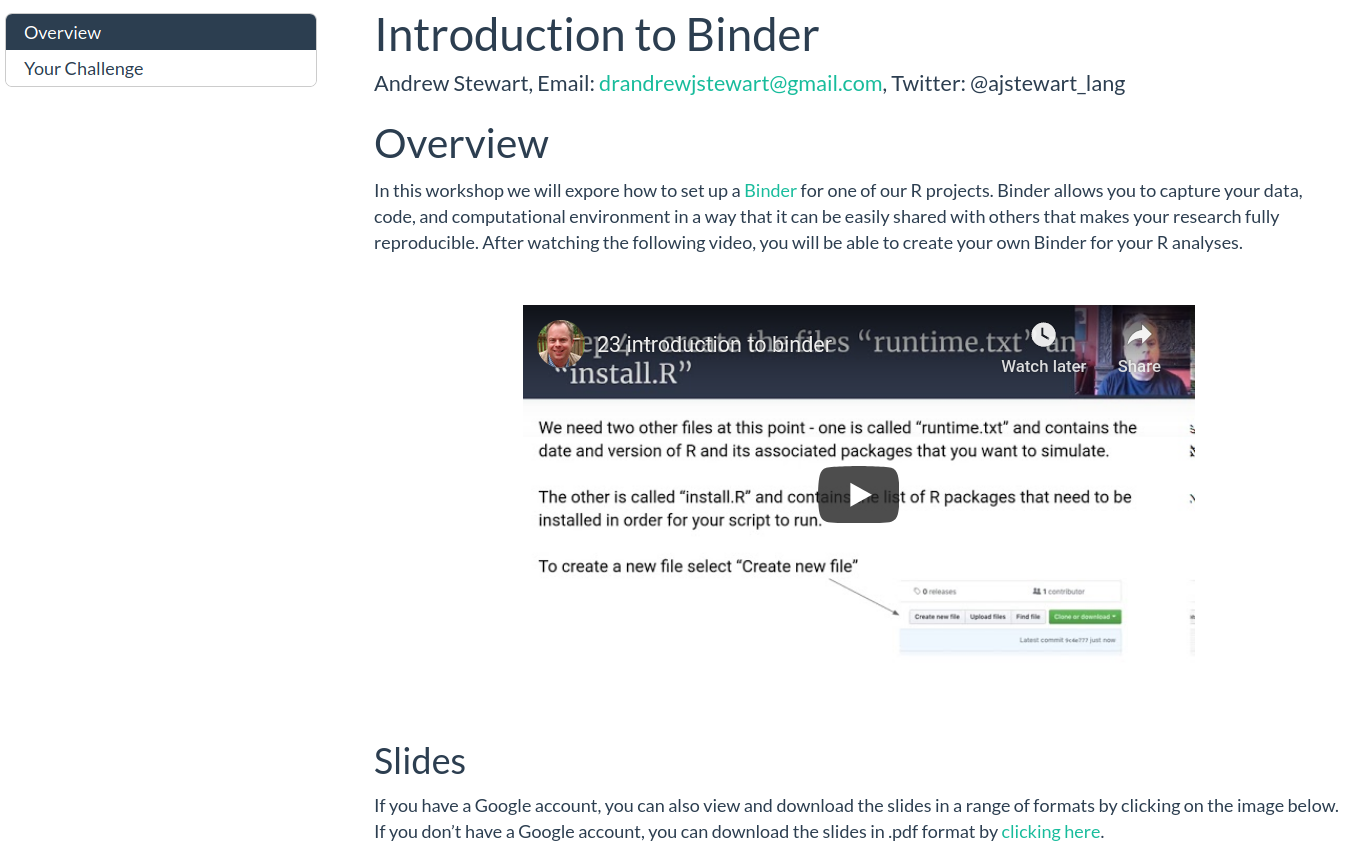 Overview
Your Challenge
Introduction to Binder
Andrew Stewart, Email: drandrewjstewart@gmail.com, Twitter: @ajstewart_lang
Overview
In this workshop we will expore how to set up a Binder for one of our R projects. Binder allows you to capture your data,
code, and computational environment in a way that it can be easily shared with others that makes your research fully
reproducible. After watching the following video, you will be able to create your own Binder for your R analyses.
23 introduction to binder
Watch later
Share
create the files “runtime.txt”
“install.R”
We need two other files at this point - one is called “runtime.txt” and contains the
date and version of R and its associated packages that you want to simulate.
The other is called “install.R” and contains the list of R packages that need to be
installed in order for your script to run.
To create a new file select “Create new file”
0 releases
1 contributor
Create new file Upload files Find file Clone or download
Latest commit 9c4e777 just now
Slides
If you have a Google account, you can also view and download the slides in a range of formats by clicking on the image below.
If you don’t have a Google account, you can download the slides in .pdf format by clicking here.